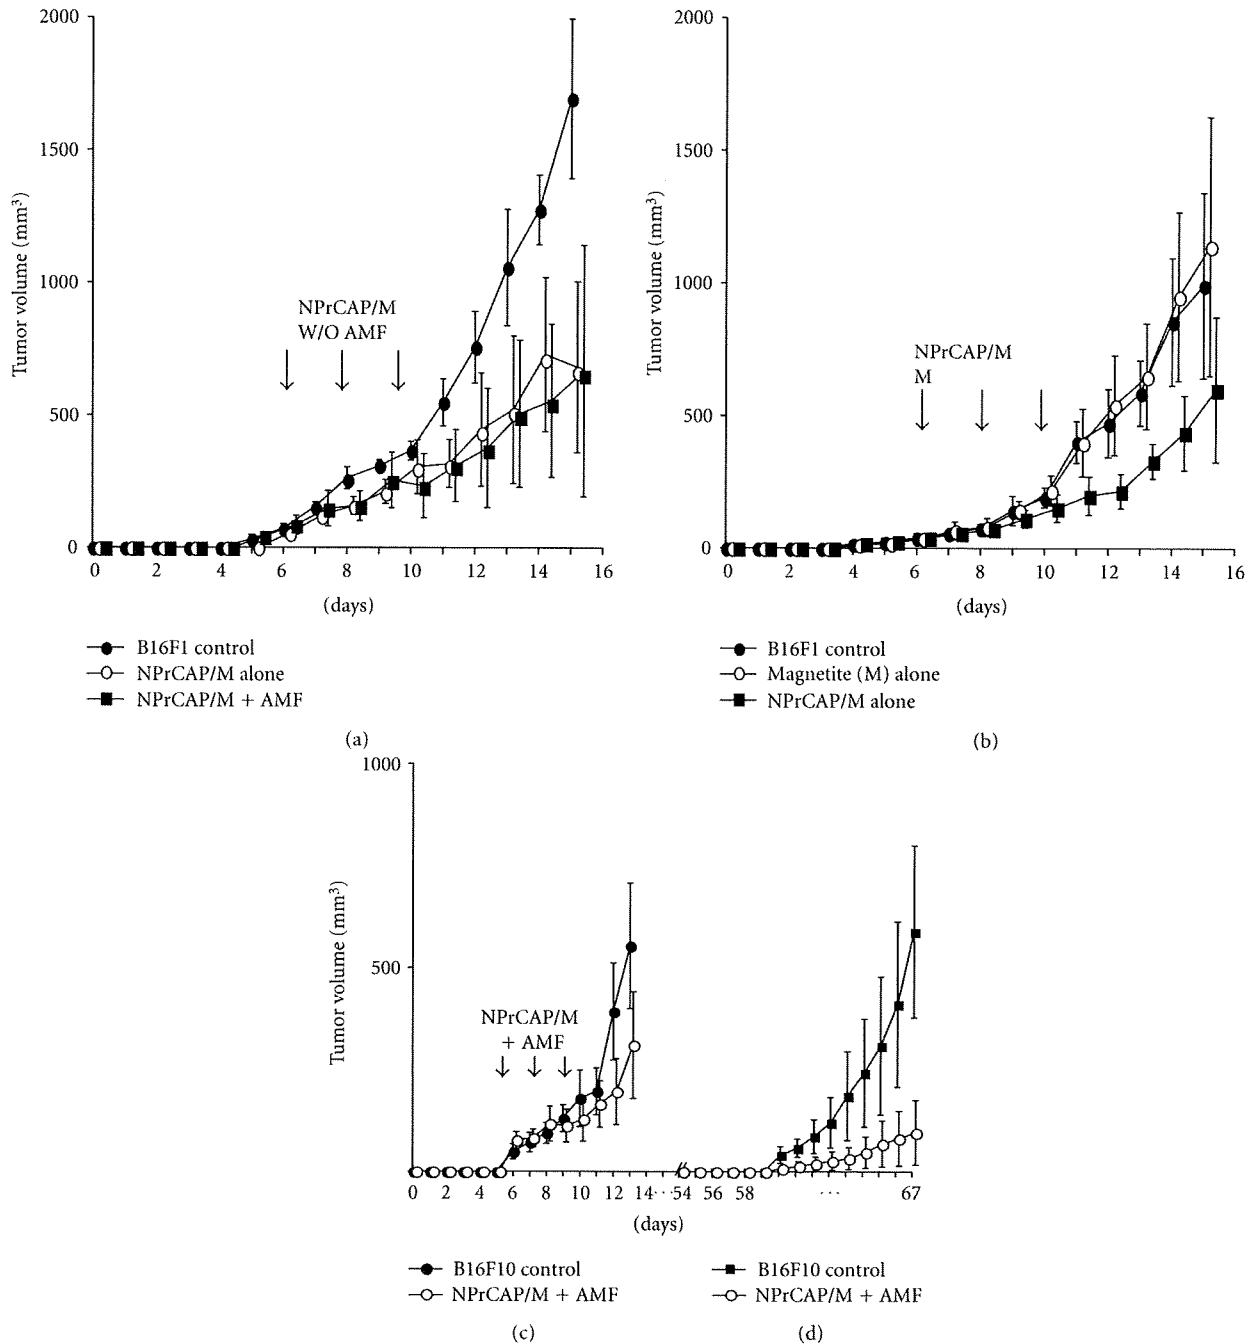 2000
1500
1000
500
0
Tumor volume (mm³)
NPrCAP/M
W/O AMF
0 2 4 6 8 10 12 14 16
(days)
B16F1 control
NPrCAP/M alone
NPrCAP/M + AMF
(a)
2000
1500
1000
500
0
Tumor volume (mm³)
NPrCAP/M
M
0 2 4 6 8 10 12 14 16
(days)
B16F1 control
Magnetite (M) alone
NPrCAP/M alone
(b)
1000
500
Tumor volume (mm³)
NPrCAP/M
+ AMF
0 2 4 6 8 10 12 14 ··· 54 56 58 ··· 67
(days)
B16F10 control
NPrCAP/M + AMF
(c)
B16F10 control
NPrCAP/M + AMF
(d)